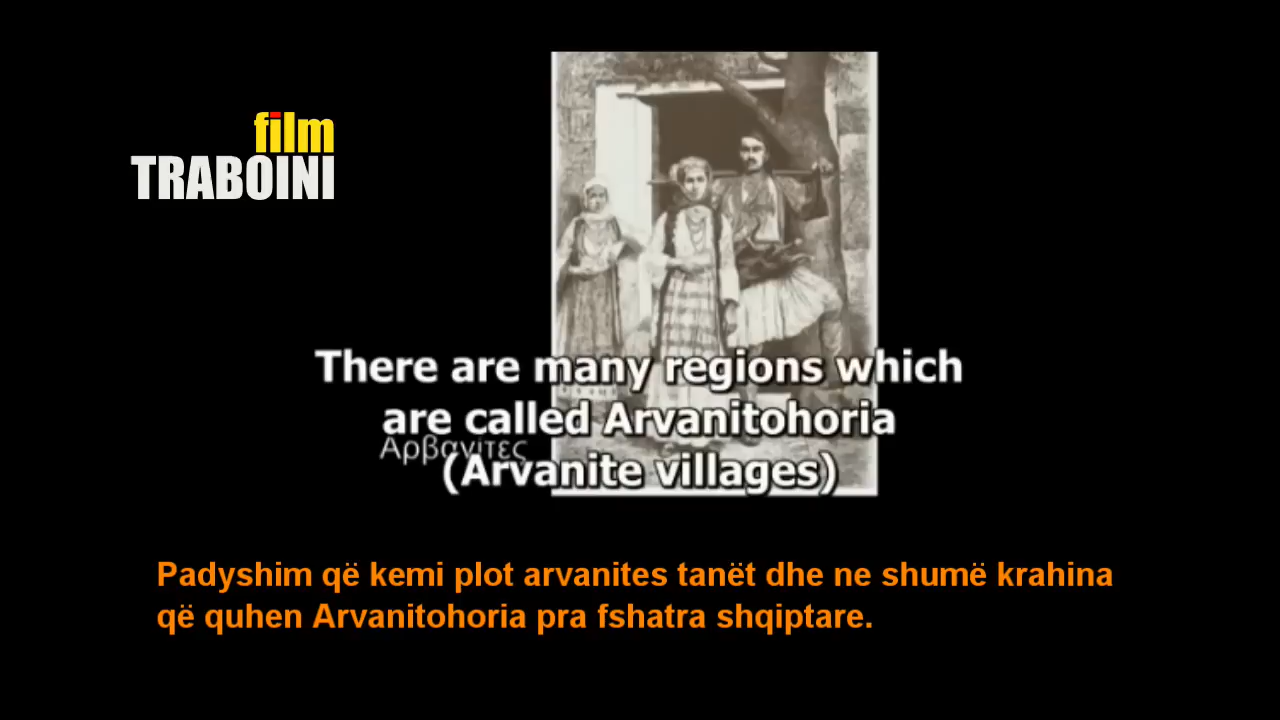 film
TRABOINI
There are many regions which
are called Arvanitohoria
Αρβανίτες
(Arvanite villages)
Padyshim që kemi plot arvanites tanët dhe ne shumë krahina
që quhen Arvanitohoria pra fshatra shqiptare.